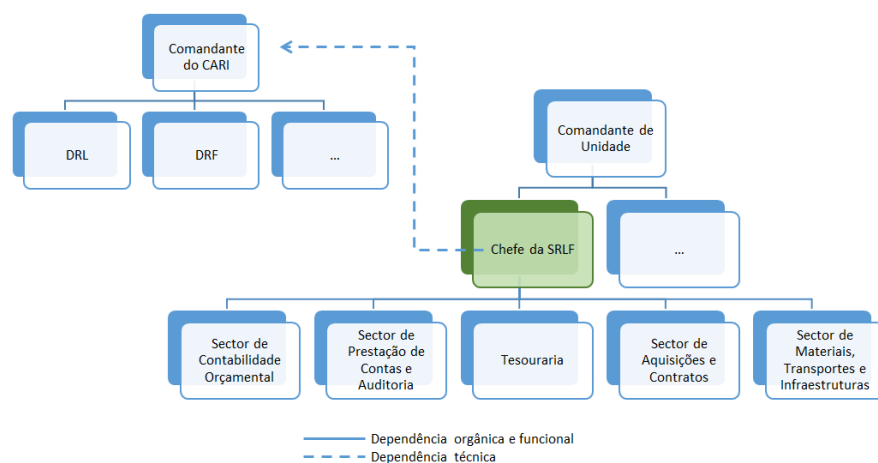 Comandante
do CARI
DRL
DRF
...
Comandante de
Unidade
Chefe da SRLF
...
Sector de
Contabilidade
Orçamental
Sector de
Prestação de
Contas e
Auditoria
Tesouraria
Sector de
Aquisições e
Contratos
Sector de
Materiais,
Transportes e
Infraestruturas
Dependência orgânica e funcional
Dependência técnica